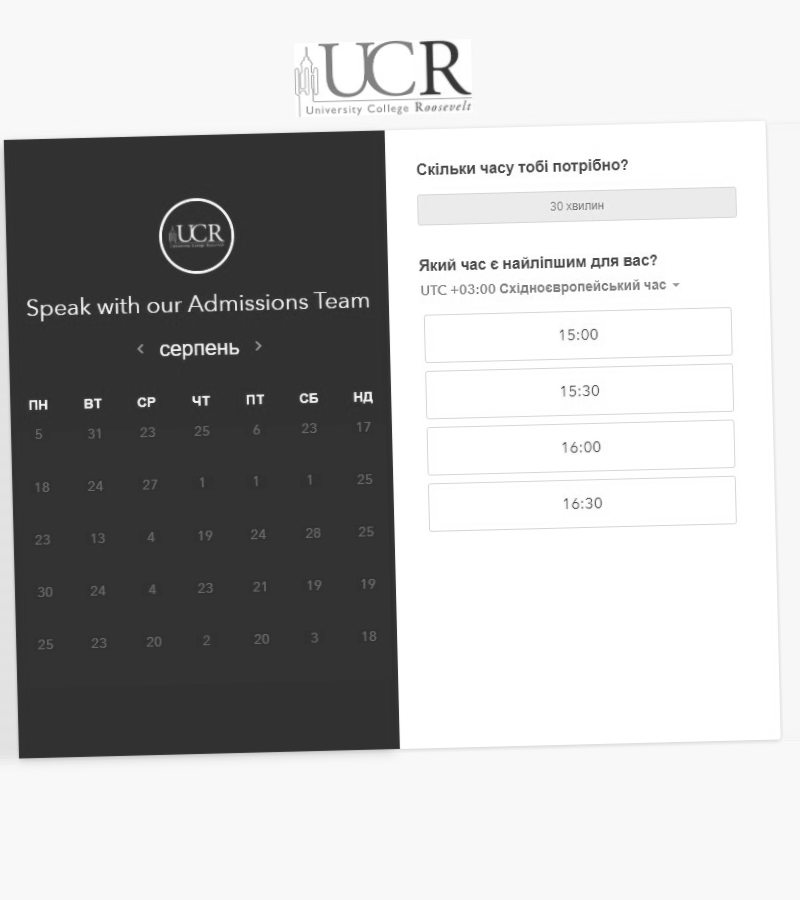 UCR
University College Roosevelt
UCR
Speak with our Admissions Team
серпень
ПН ВТ СР ЧТ ПТ СБ НД
5 31 23 25 6 23 17
18 24 27 1 1 1 25
23 13 4 19 24 28 25
30 24 4 23 21 19 19
25 23 20 2 20 3 18
Скільки часу тобі потрібно?
30 хвилин
Який час є найліпшим для вас?
UTC +03:00 Східноєвропейський час
15:00
15:30
16:00
16:30